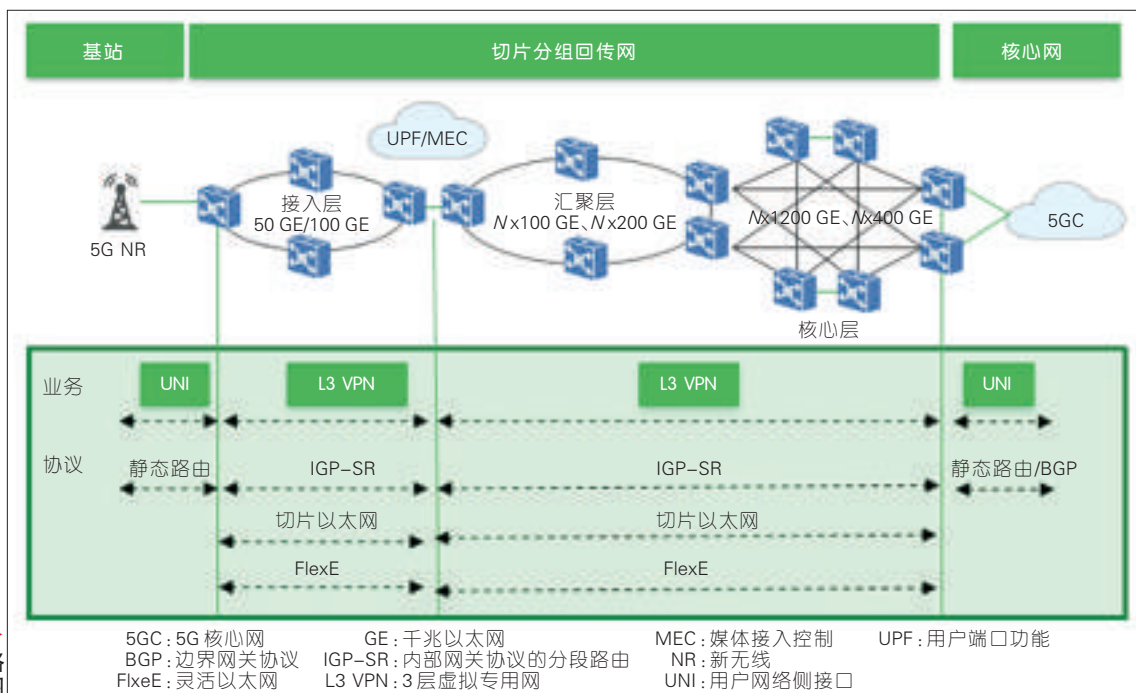 基站 切片分组回传网 核心网
UPF/MEC
接入层
50 GE/100 GE
汇聚层
N x100 GE、N x200 GE
Nx1200 GE、Nx400 GE
5G NR
5GC
核心层
业务 UNI L3 VPN L3 VPN UNI
协议 静态路由 IGP-SR IGP-SR 静态路由/BGP
切片以太网 切片以太网
FlexE FlexE
5GC：5G 核心网 GE：千兆以太网 MEC：媒体接入控制 UPF：用户端口功能
BGP：边界网关协议 IGP-SR：内部网关协议的分段路由 NR：新无线
FlxeE：灵活以太网 L3 VPN：3 层虚拟专用网 UNI：用户网络侧接口